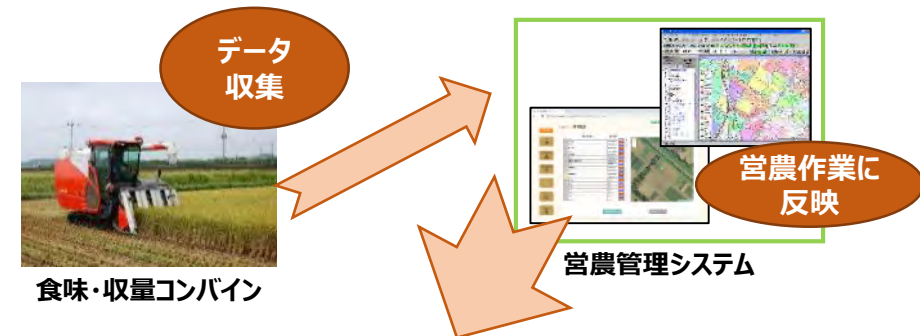 データ
収集
営農作業に
反映
食味・収量コンバイン
営農管理システム